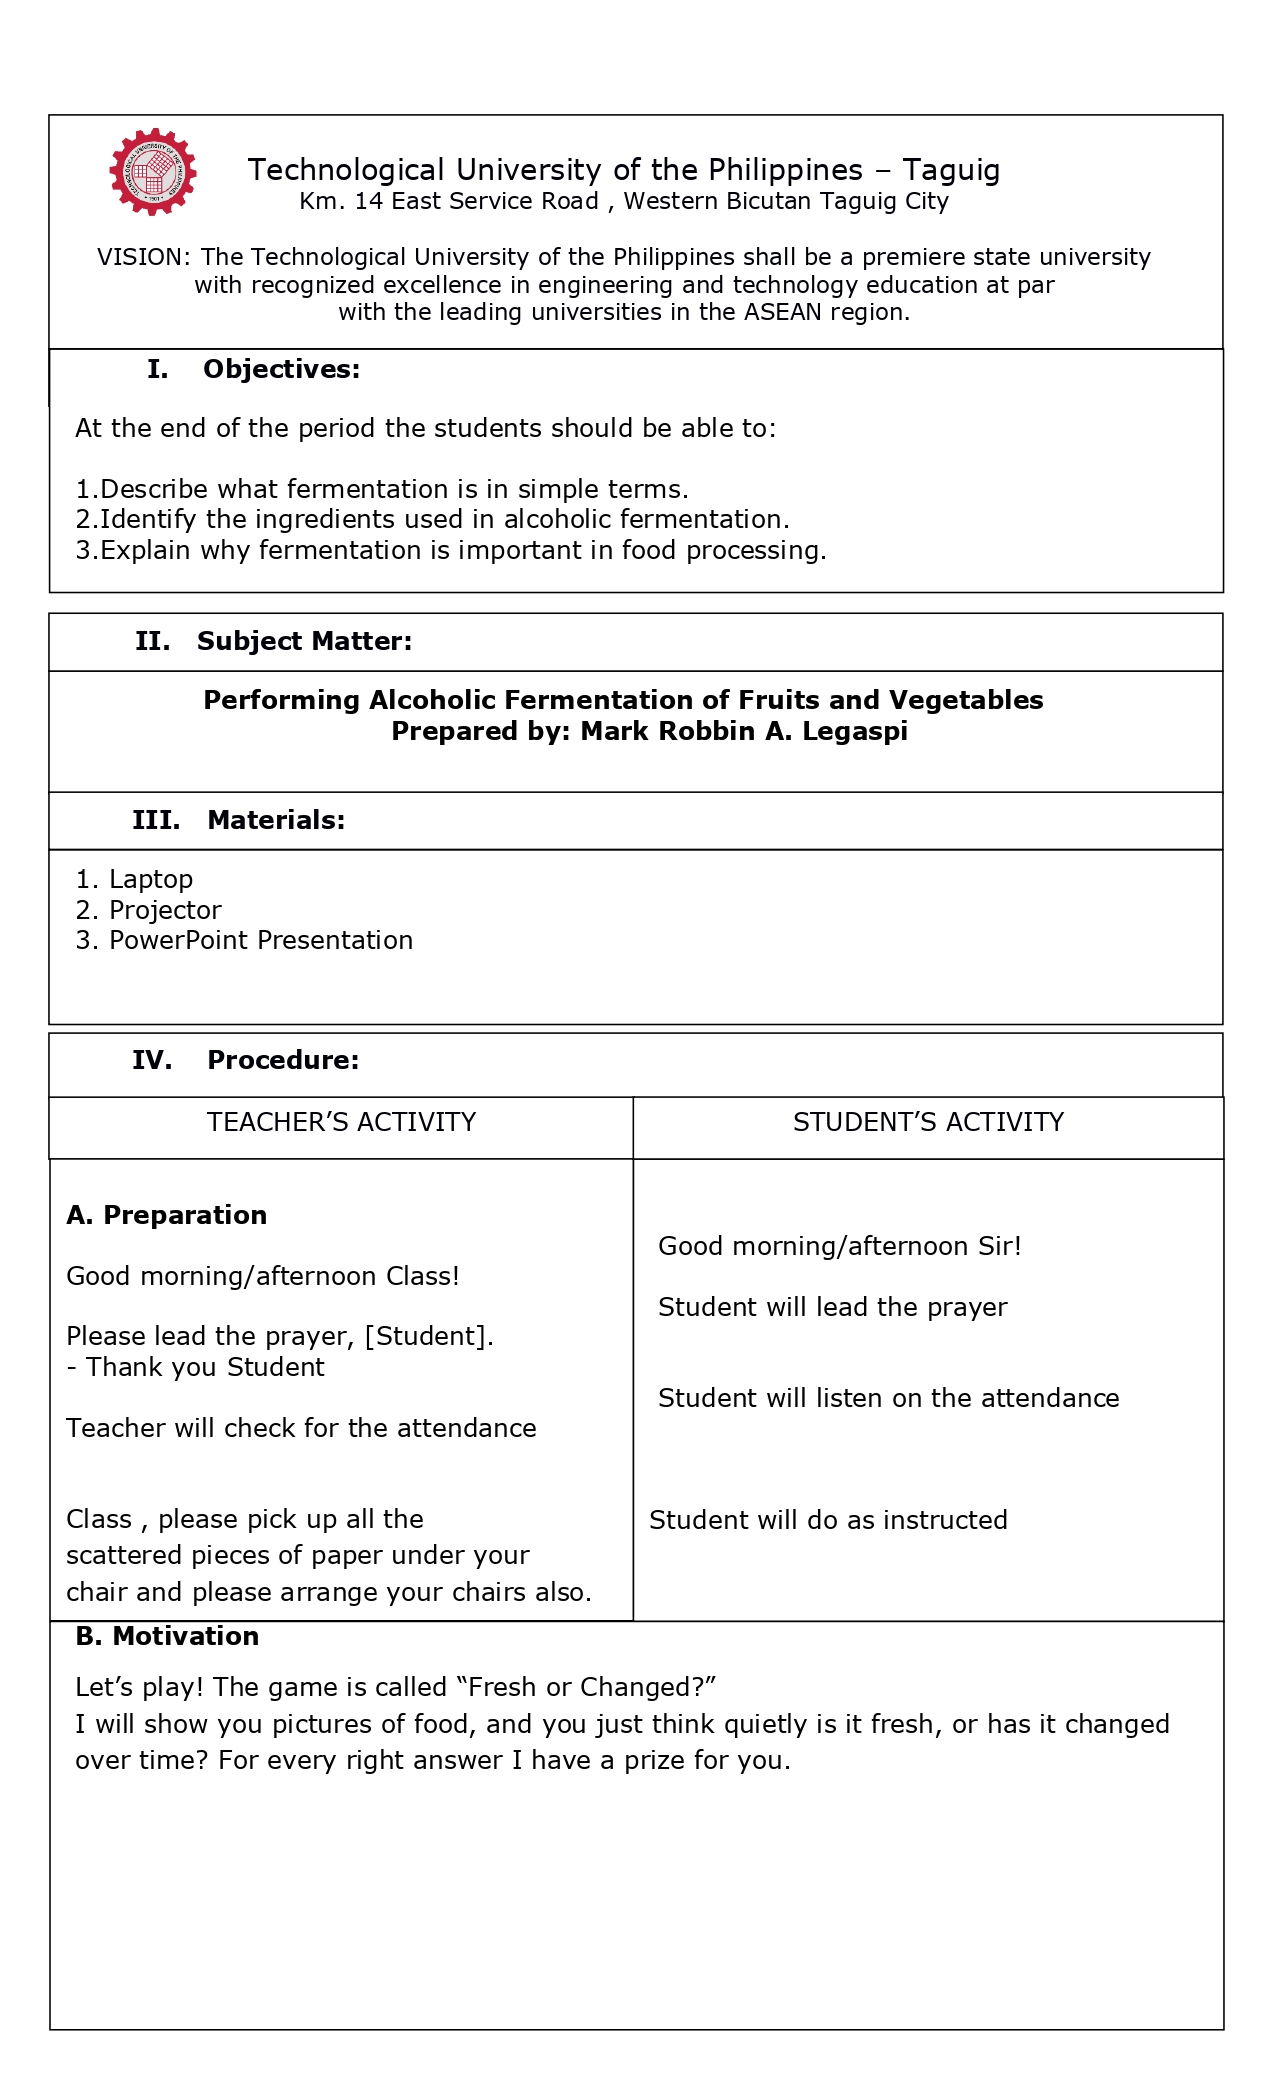 TECHNOLOGICAL UNIVERSITY OF THE PHILIPPINES
• 1901 •
Technological University of the Philippines – Taguig
Km. 14 East Service Road , Western Bicutan Taguig City
VISION: The Technological University of the Philippines shall be a premiere state university
with recognized excellence in engineering and technology education at par
with the leading universities in the ASEAN region.
I. Objectives:
At the end of the period the students should be able to:
1.Describe what fermentation is in simple terms.
2.Identify the ingredients used in alcoholic fermentation.
3.Explain why fermentation is important in food processing.
II. Subject Matter:
Performing Alcoholic Fermentation of Fruits and Vegetables
Prepared by: Mark Robbin A. Legaspi
III. Materials:
1. Laptop
2. Projector
3. PowerPoint Presentation
IV. Procedure:
TEACHER’S ACTIVITY
STUDENT’S ACTIVITY
A. Preparation
Good morning/afternoon Class!
Please lead the prayer, [Student].
- Thank you Student
Teacher will check for the attendance
Class , please pick up all the
scattered pieces of paper under your
chair and please arrange your chairs also.
Good morning/afternoon Sir!
Student will lead the prayer
Student will listen on the attendance
Student will do as instructed
B. Motivation
Let’s play! The game is called “Fresh or Changed?”
I will show you pictures of food, and you just think quietly is it fresh, or has it changed
over time? For every right answer I have a prize for you.